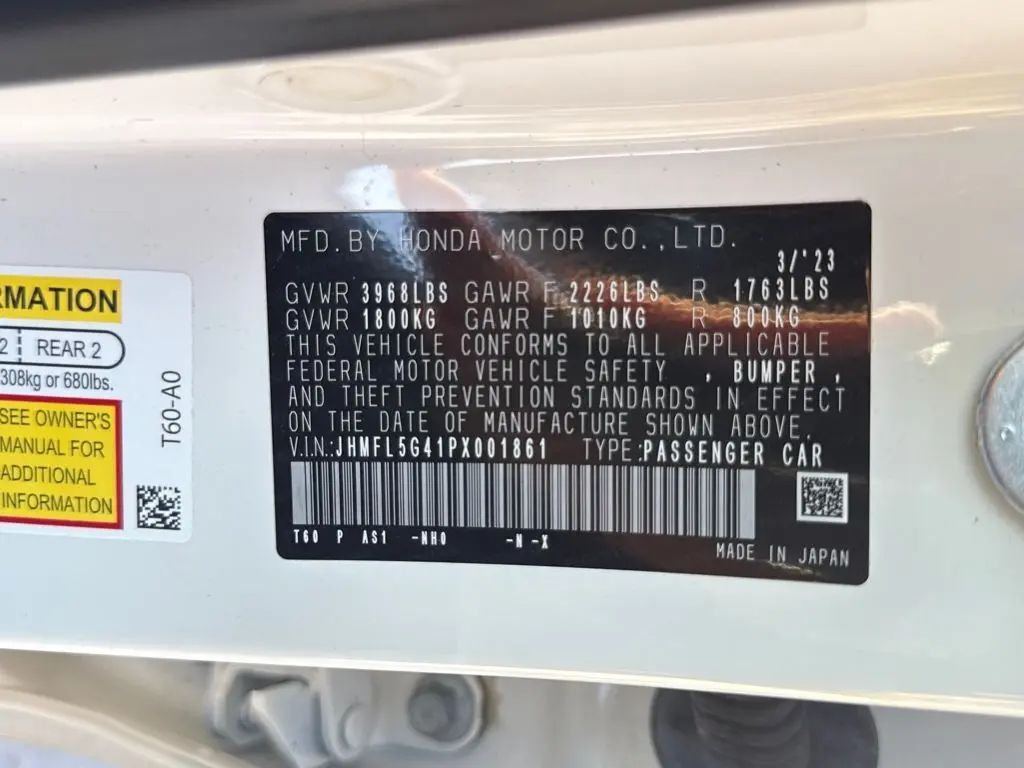 RMATION
2 REAR 2
308kg or 680lbs.
SEE OWNER'S
MANUAL FOR
ADDITIONAL
INFORMATION
T60-A0
MFD.BY HONDA MOTOR CO.,LTD.
3/'23
GVWR 3968LBS GAWR F 2226LBS R 1763LBS
GVWR 1800KG GAWR F 1010KG R 800KG
THIS VEHICLE CONFORMS TO ALL APPLICABLE
FEDERAL MOTOR VEHICLE SAFETY , BUMPER ,
AND THEFT PREVENTION STANDARDS IN EFFECT
ON THE DATE OF MANUFACTURE SHOWN ABOVE.
V.I.N.:JHMFL5G41PX001861 TYPE:PASSENGER CAR
T60 P AS1 -NH0 -N -X
MADE IN JAPAN